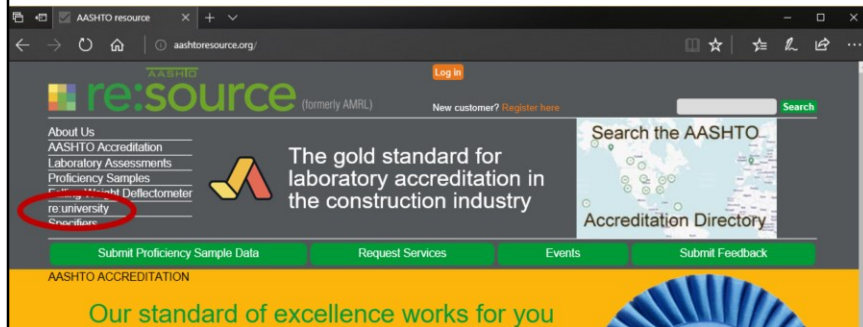 AASHTO resource
aashtoresource.org/
AASHTO
re:source
(formerly AMRL)
Log in
New customer? Register here
Search
About Us
AASHTO Accreditation
Laboratory Assessments
Proficiency Samples
Falling Weight Deflectometer
re:university
Specifiers
The gold standard for
laboratory accreditation in
the construction industry
Search the AASHTO
Accreditation Directory
Submit Proficiency Sample Data
Request Services
Events
Submit Feedback
AASHTO ACCREDITATION
Our standard of excellence works for you